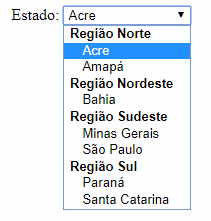 Estado: Acre
Região Norte
Acre
Amapá
Região Nordeste
Bahia
Região Sudeste
Minas Gerais
São Paulo
Região Sul
Paraná
Santa Catarina